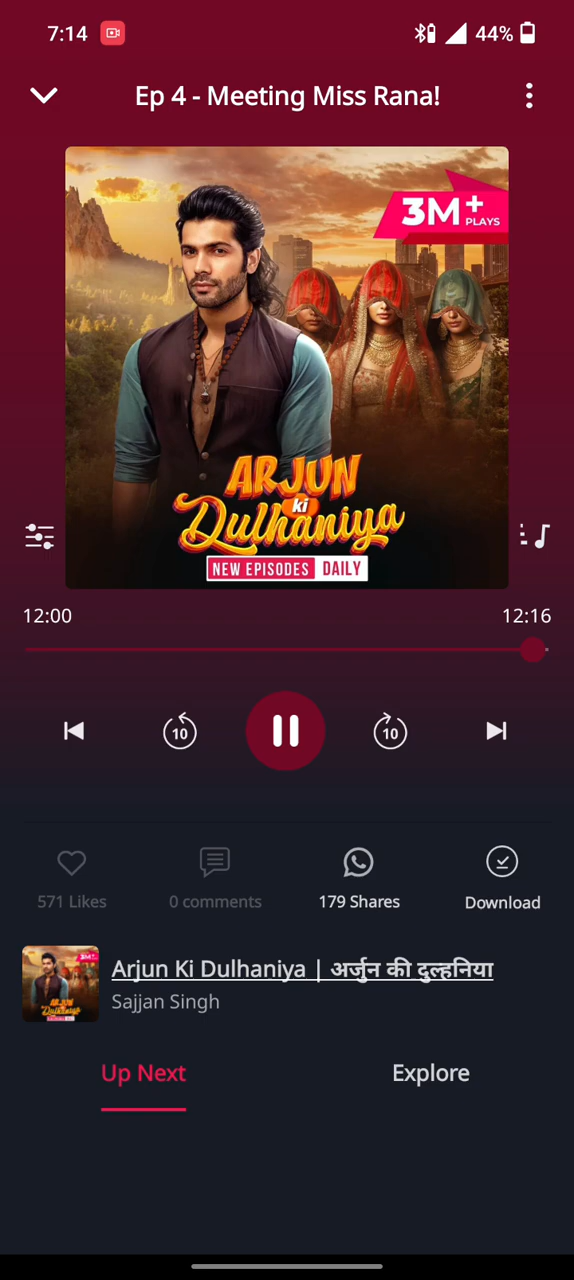 7:14
44%
Ep 4 - Meeting Miss Rana!
3M+
PLAYS
ARJUN
ki
Dulhaniya
NEW EPISODES DAILY
12:00
12:16
10
10
571 Likes
0 comments
179 Shares
Download
Arjun Ki Dulhaniya | अर्जुन की दुल्हनिया
Sajjan Singh
Up Next
Explore